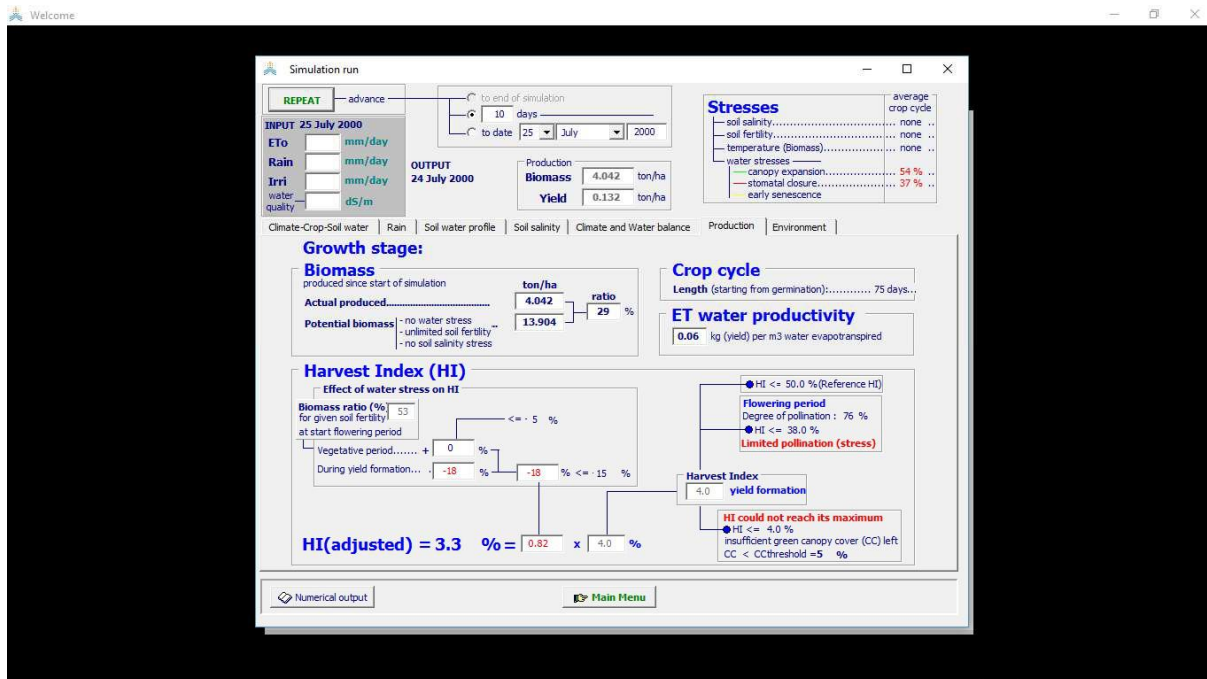 Welcome
Simulation run
REPEAT advance
to end of simulation
10 days
to date 25 July 2000
INPUT 25 July 2000
ETo mm/day
Rain mm/day
Irri mm/day
water quality dS/m
OUTPUT
24 July 2000
Production
Biomass 4.042 ton/ha
Yield 0.132 ton/ha
Stresses
average
crop cycle
soil salinity................................ none ..
soil fertility................................ none ..
temperature (Biomass).................... none ..
water stresses
canopy expansion.................... 54 % ..
stomatal closure.................... 37 % ..
early senescence
Climate-Crop-Soil water Rain Soil water profile Soil salinity Climate and Water balance Production Environment
Growth stage:
Biomass
produced since start of simulation
ton/ha
Actual produced........................................ 4.042
ratio
29 %
Potential biomass - no water stress .. 13.904
- unlimited soil fertility
- no soil salinity stress
Crop cycle
Length (starting from germination):............ 75 days...
ET water productivity
0.06 kg (yield) per m3 water evapotranspired
Harvest Index (HI)
Effect of water stress on HI
Biomass ratio (%) 53
for given soil fertility
at start flowering period
<= · 5 %
Vegetative period....... + 0 %
During yield formation... . -18 % -18 % <= · 15 %
HI <= 50.0 %(Reference HI)
Flowering period
Degree of pollination : 76 %
HI <= 38.0 %
Limited pollination (stress)
Harvest Index
4.0 yield formation
HI could not reach its maximum
HI <= 4.0 %
insufficient green canopy cover (CC) left
CC < CCthreshold =5 %
HI(adjusted) = 3.3 % = 0.82 x 4.0 %
Numerical output
Main Menu